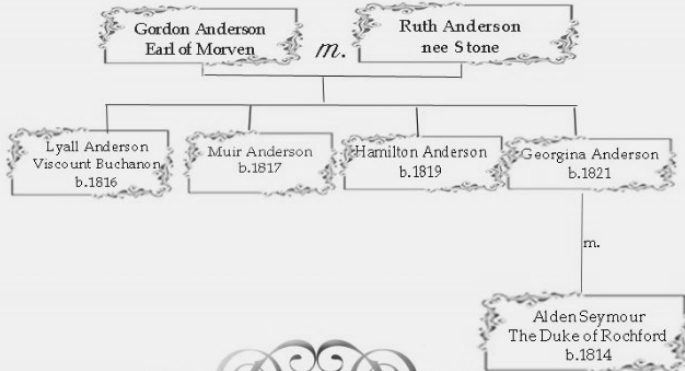 Gordon Anderson
Earl of Morven
m.
Ruth Anderson
nee Stone
Lyall Anderson
Viscount Buchanon
b.1816
Muir Anderson
b.1817
Hamilton Anderson
b.1819
Georgina Anderson
b.1821
m.
Alden Seymour
The Duke of Rochford
b.1814